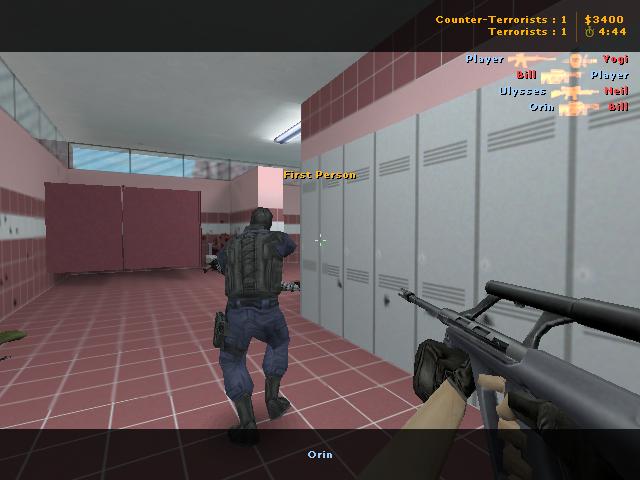 Counter-Terrorists : 1 $3400
Terrorists : 1 4:44
Player Yogi
Bill Player
Ulysses Neil
Orin Bill
First Person
Orin